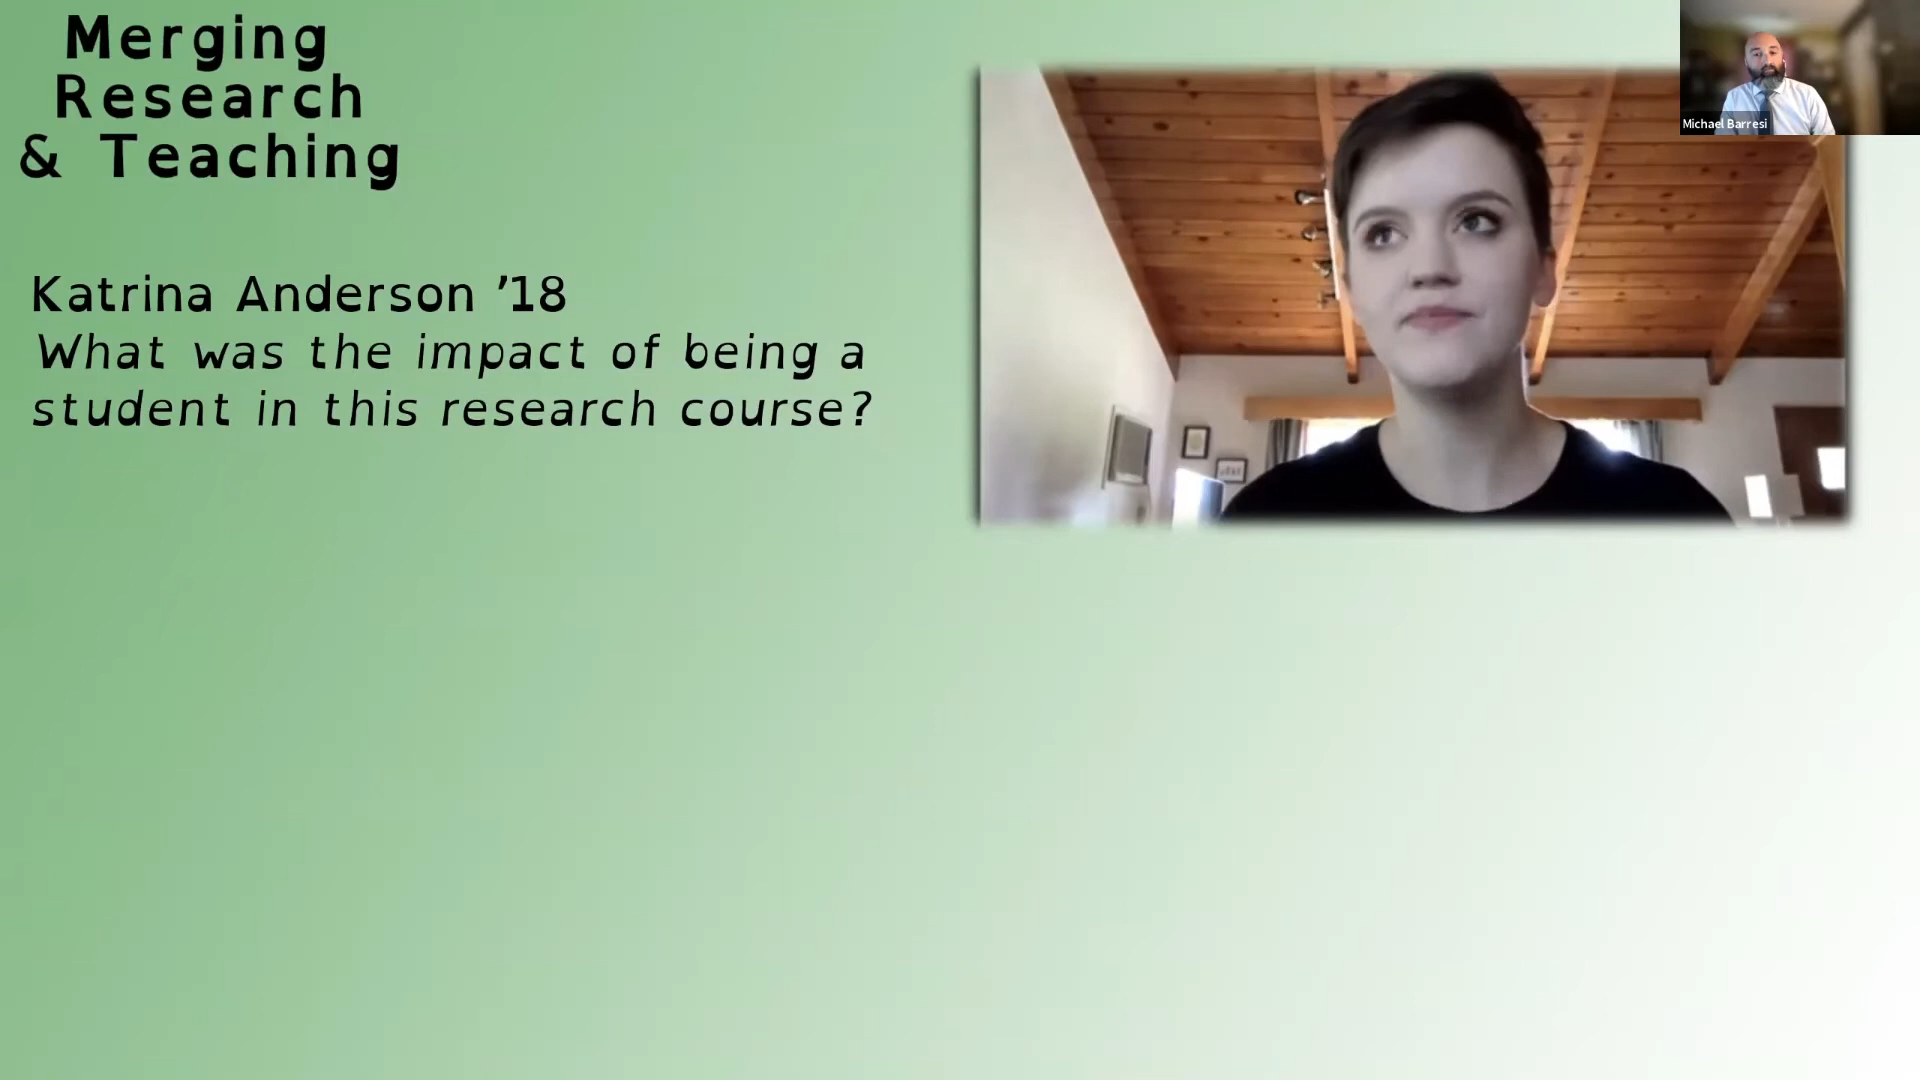 Merging
Research
& Teaching
Katrina Anderson ’18
What was the impact of being a
student in this research course?
Michael Barresi